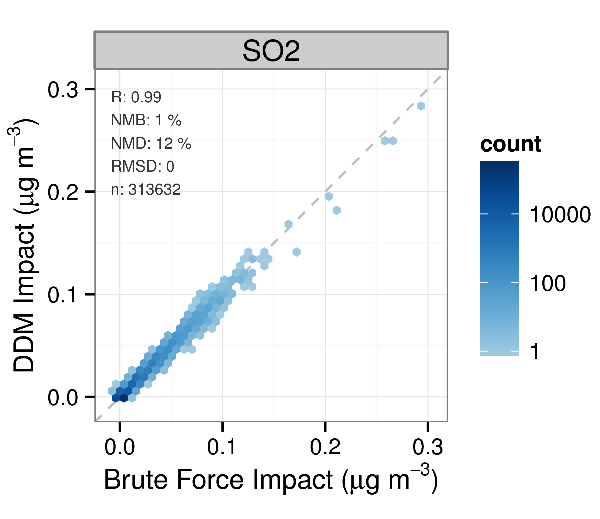 SO2
R: 0.99
NMB: 1 %
NMD: 12 %
RMSD: 0
n: 313632
0.3
0.2
0.1
0.0
DDM Impact (μg m⁻³)
0.0 0.1 0.2 0.3
Brute Force Impact (μg m⁻³)
count
10000
100
1